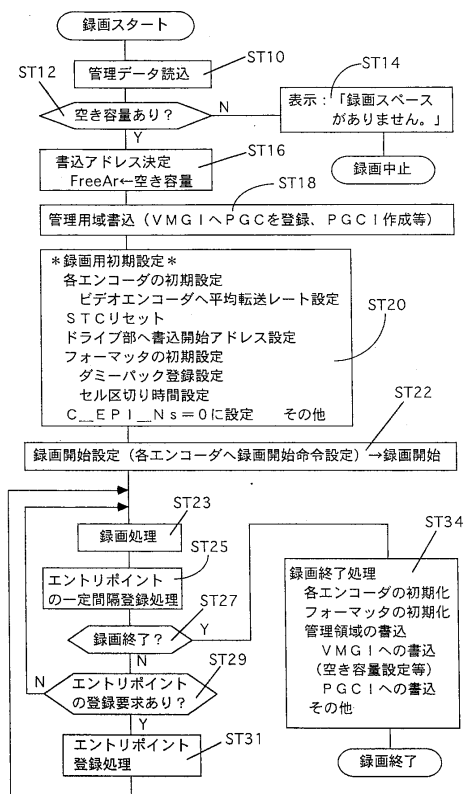 録画スタート
ST10
管理データ読込
ST12
空き容量あり?
N
Y
ST14
表示:「録画スペース
がありません。」
録画中止
ST16
書込アドレス決定
FreeAr←空き容量
ST18
管理用域書込(VMGIへPGCを登録、PGCI作成等)
*録画用初期設定*
各エンコーダの初期設定
ビデオエンコーダへ平均転送レート設定
STCリセット
ドライブ部へ書込開始アドレス設定
フォーマッタの初期設定
ダミーパック登録設定
セル区切り時間設定
C_EPI_Ns=0に設定 その他
ST20
ST22
録画開始設定(各エンコーダへ録画開始命令設定)→録画開始
ST23
録画処理
ST25
エントリポイント
の一定間隔登録処理
ST27
録画終了?
Y
N
ST29
N
エントリポイント
の登録要求あり?
Y
ST31
エントリポイント
登録処理
ST34
録画終了処理
各エンコーダの初期化
フォーマッタの初期化
管理領域の書込
VMGIへの書込
(空き容量設定等)
PGCIへの書込
その他
録画終了